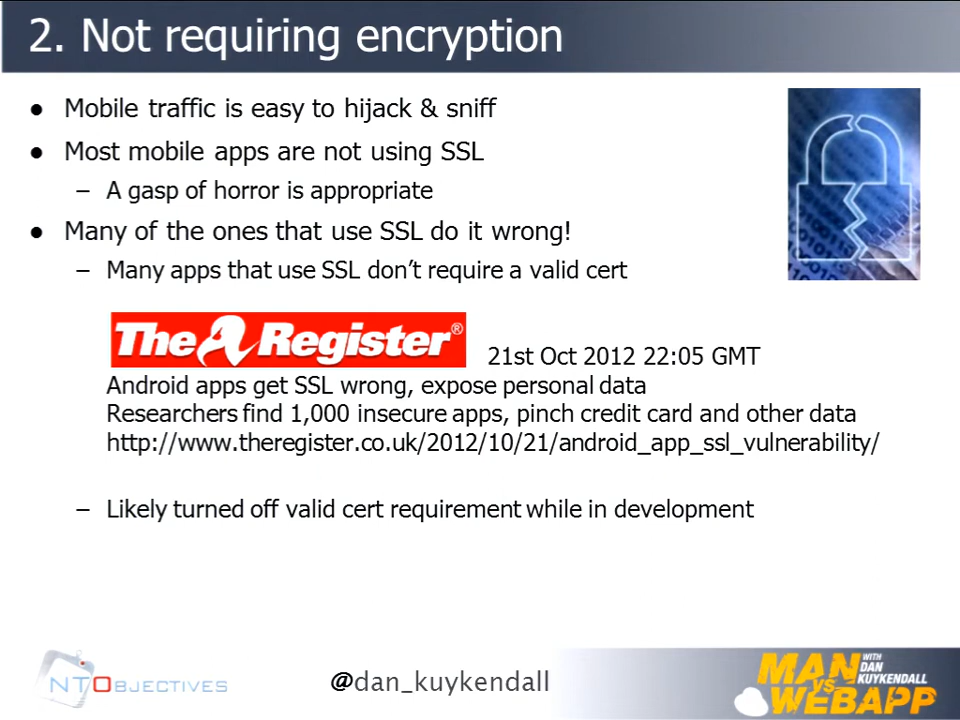 2. Not requiring encryption
● Mobile traffic is easy to hijack & sniff
● Most mobile apps are not using SSL
– A gasp of horror is appropriate
● Many of the ones that use SSL do it wrong!
– Many apps that use SSL don’t require a valid cert
The Register® 21st Oct 2012 22:05 GMT
Android apps get SSL wrong, expose personal data
Researchers find 1,000 insecure apps, pinch credit card and other data
http://www.theregister.co.uk/2012/10/21/android_app_ssl_vulnerability/
– Likely turned off valid cert requirement while in development
NTOBJECTIVES
@dan_kuykendall
MAN VS WEBAPP
WITH DAN KUYKENDALL